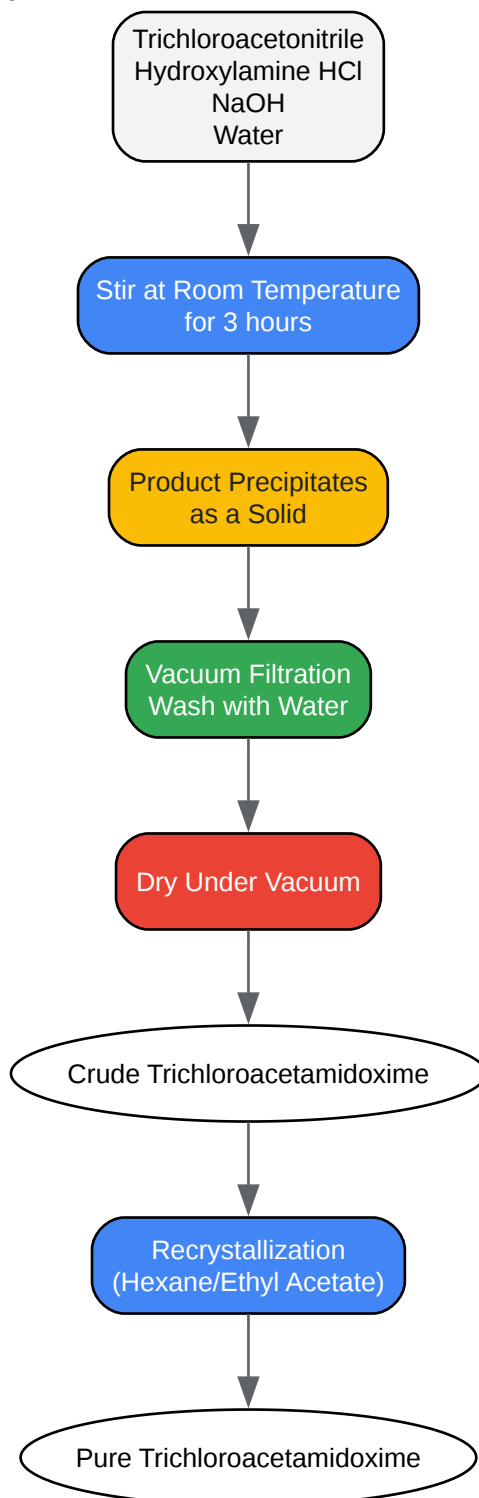 Trichloroacetonitrile
Hydroxylamine HCl
NaOH
Water
Stir at Room Temperature
for 3 hours
Product Precipitates
as a Solid
Vacuum Filtration
Wash with Water
Dry Under Vacuum
Crude Trichloroacetamidoxime
Recrystallization
(Hexane/Ethyl Acetate)
Pure Trichloroacetamidoxime